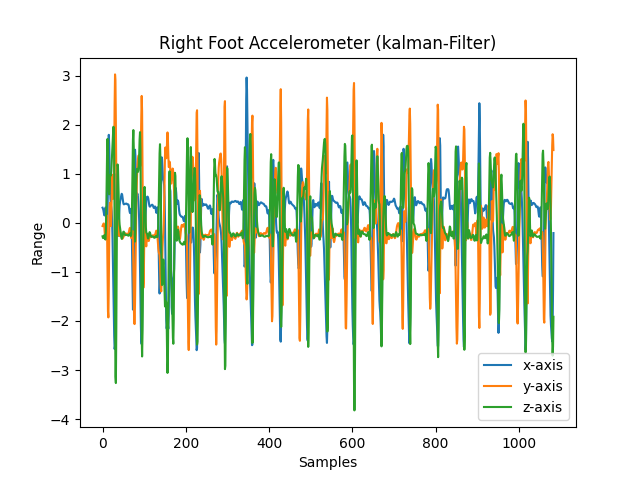 Right Foot Accelerometer (kalman-Filter)
3
2
1
0
−1
−2
−3
−4
Range
0 200 400 600 800 1000
Samples
x-axis
y-axis
z-axis